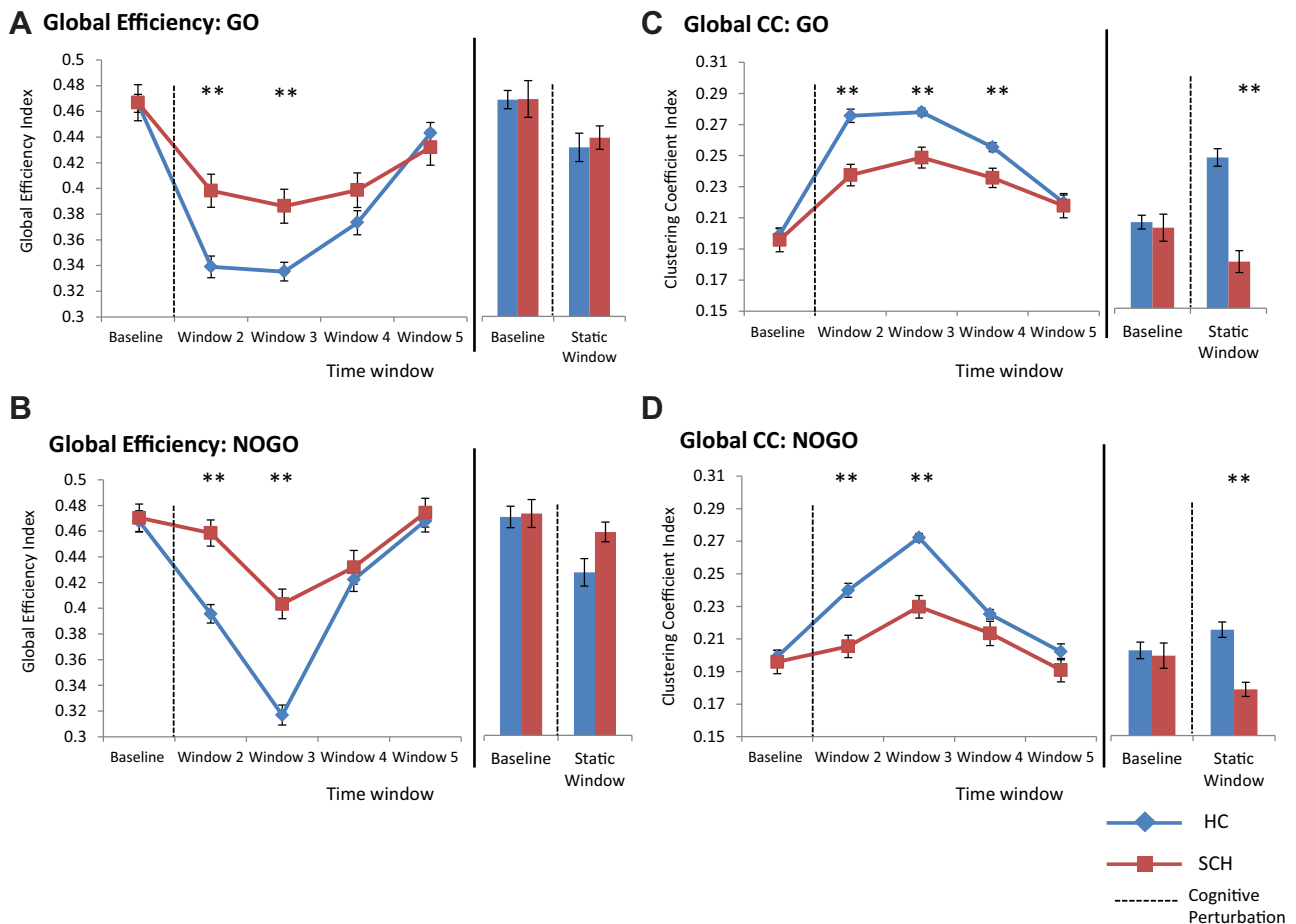 A Global Efficiency: GO
Global Efficiency Index
0.5
0.48
0.46
0.44
0.42
0.4
0.38
0.36
0.34
0.32
0.3
** **
Baseline Window 2 Window 3 Window 4 Window 5
Time window
Baseline Static
Window
C Global CC: GO
Clustering Coefficient Index
0.31
0.29
0.27
0.25
0.23
0.21
0.19
0.17
0.15
** ** ** **
Baseline Window 2 Window 3 Window 4 Window 5
Time window
Baseline Static
Window
B
Global Efficiency: NOGO
Global Efficiency Index
0.5
0.48
0.46
0.44
0.42
0.4
0.38
0.36
0.34
0.32
0.3
** **
Baseline Window 2 Window 3 Window 4 Window 5
Time window
Baseline Static
Window
D
Global CC: NOGO
Clustering Coefficient Index
0.31
0.29
0.27
0.25
0.23
0.21
0.19
0.17
0.15
** ** **
Baseline Window 2 Window 3 Window 4 Window 5
Time window
Baseline Static
Window
HC
SCH
Cognitive
Perturbation